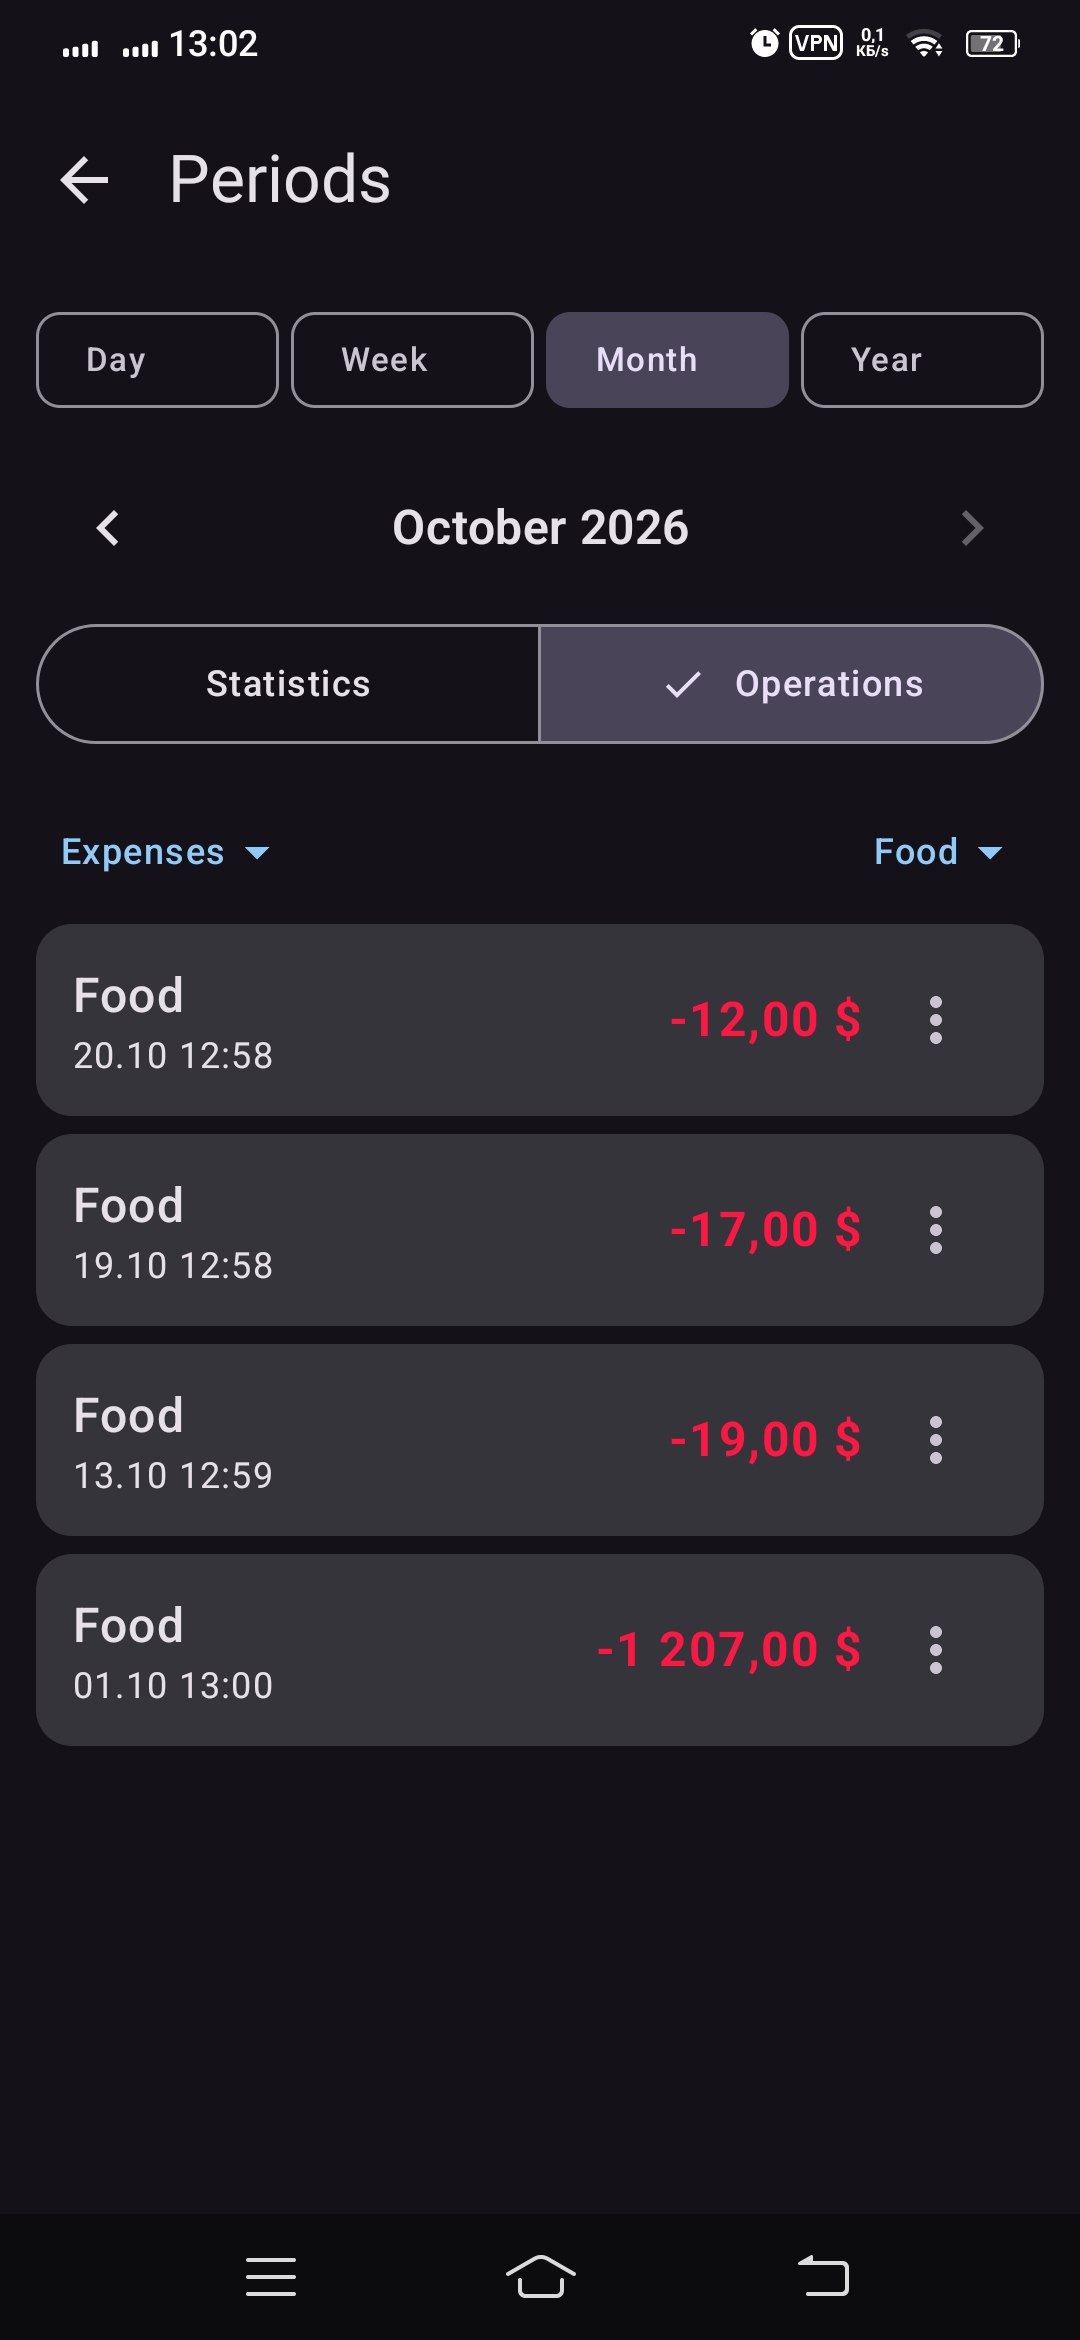 13:02 VPN 0,1 КБ/s 72
Periods
Day Week Month Year
October 2026
Statistics Operations
Expenses Food
Food
20.10 12:58
-12,00 $
Food
19.10 12:58
-17,00 $
Food
13.10 12:59
-19,00 $
Food
01.10 13:00
-1 207,00 $